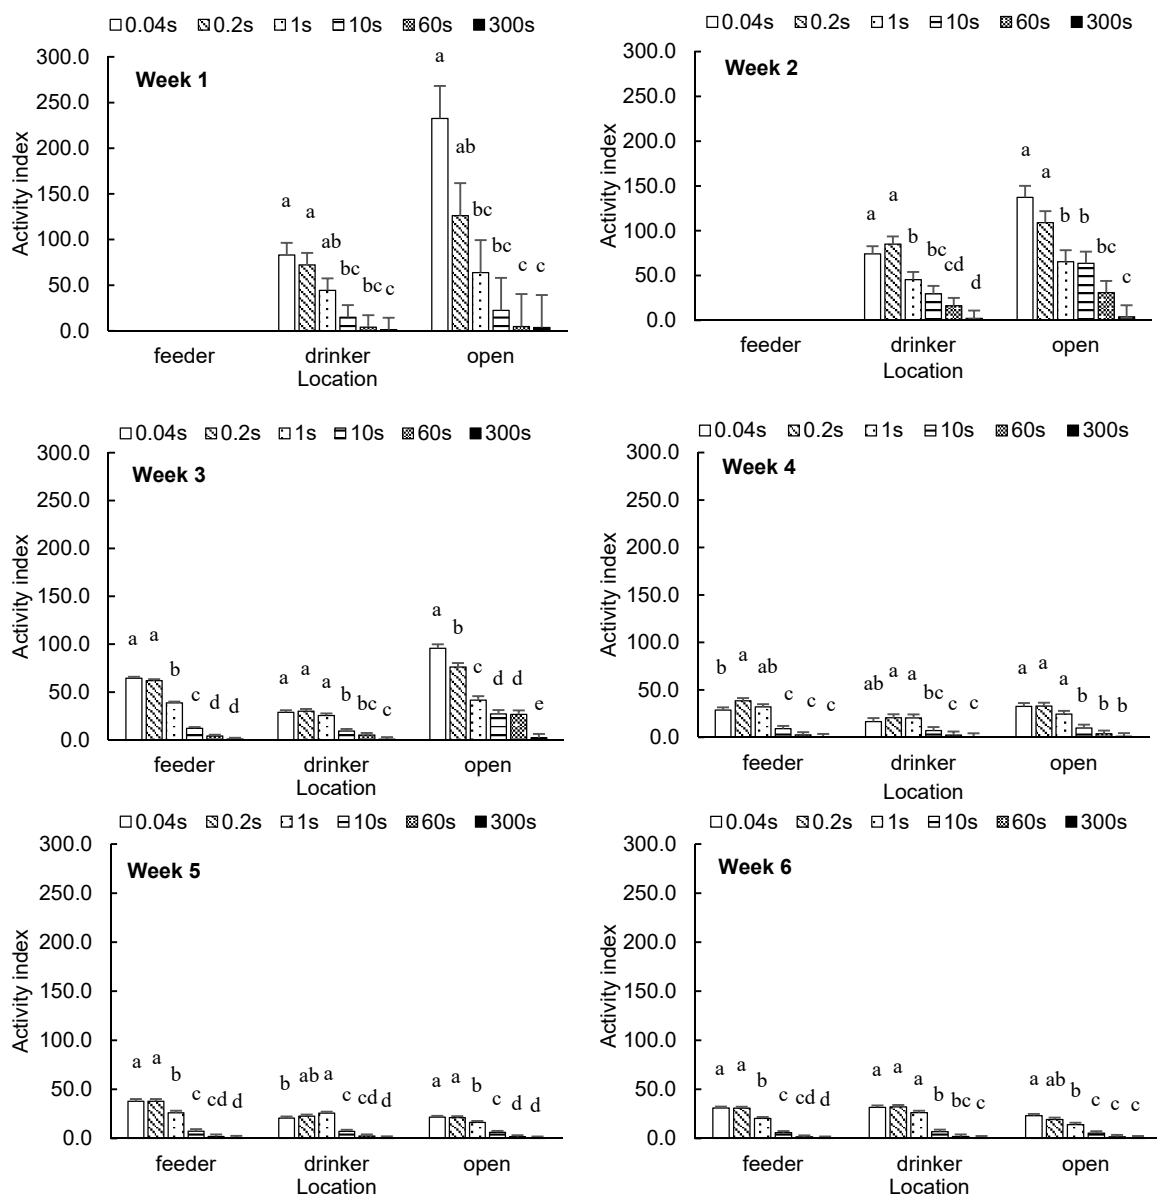 0.04s 0.2s 1s 10s 60s 300s
300.0
250.0
200.0
150.0
100.0
50.0
0.0
Activity index
Week 1
a a ab bc bc c
a ab bc bc c c
feeder drinker open
Location
0.04s 0.2s 1s 10s 60s 300s
300.0
250.0
200.0
150.0
100.0
50.0
0.0
Activity index
Week 2
a a b bc cd d
a a b b bc c
feeder drinker open
Location
0.04s 0.2s 1s 10s 60s 300s
300.0
250.0
200.0
150.0
100.0
50.0
0.0
Activity index
Week 3
a a b c d d
a a a b bc c
a b c d d e
feeder drinker open
Location
0.04s 0.2s 1s 10s 60s 300s
300.0
250.0
200.0
150.0
100.0
50.0
0.0
Activity index
Week 4
b a ab c c c
ab a a bc c c
a a a b b b
feeder drinker open
Location
0.04s 0.2s 1s 10s 60s 300s
300.0
250.0
200.0
150.0
100.0
50.0
0.0
Activity index
Week 5
a a b c cd d
b ab a c cd d
a a b c d d
feeder drinker open
Location
0.04s 0.2s 1s 10s 60s 300s
300.0
250.0
200.0
150.0
100.0
50.0
0.0
Activity index
Week 6
a a b c cd d
a a a b bc c
a ab b c c c
feeder drinker open
Location